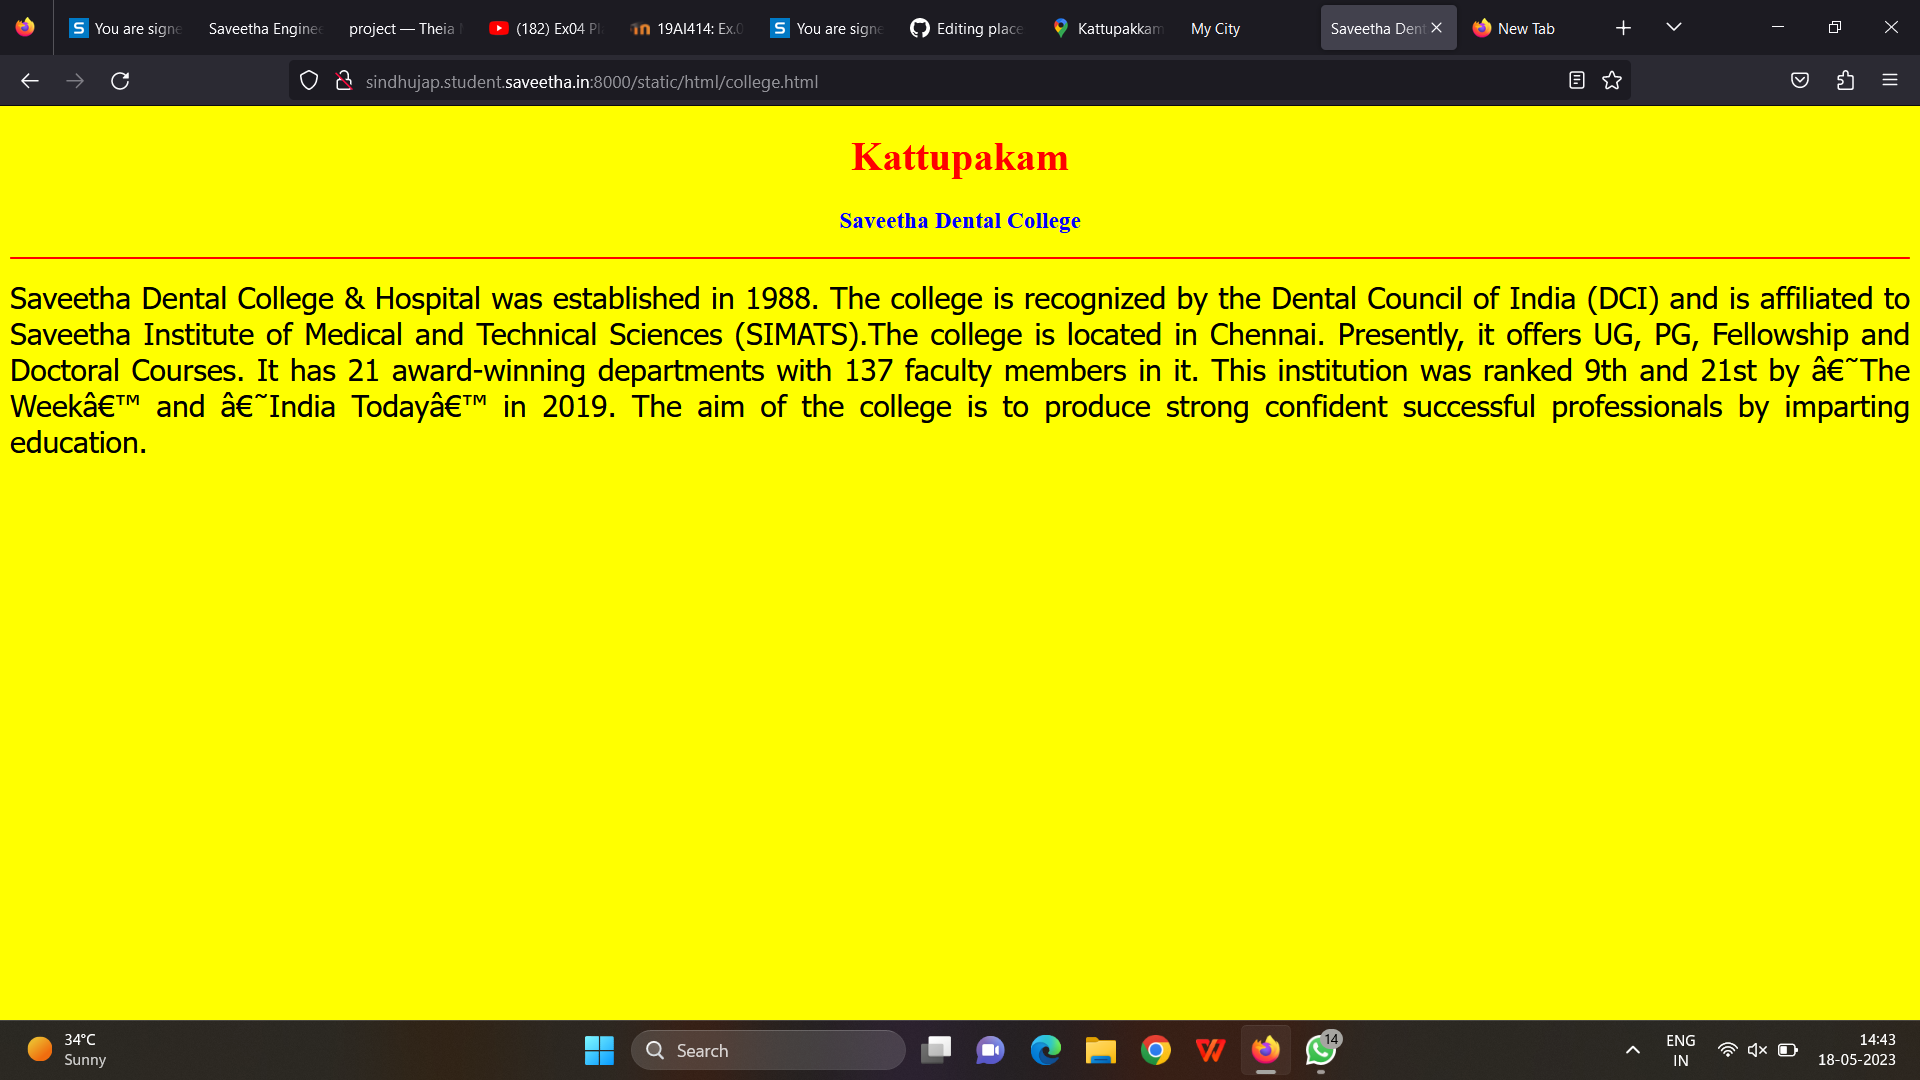 You are signe
Saveetha Enginee
project — Theia
(182) Ex04 Pl
19AI414: Ex.0
You are signe
Editing place
Kattupakkam
My City
Saveetha Dent
New Tab
sindhujap.student.saveetha.in:8000/static/html/college.html
Kattupakam
Saveetha Dental College
Saveetha Dental College & Hospital was established in 1988. The college is recognized by the Dental Council of India (DCI) and is affiliated to
Saveetha Institute of Medical and Technical Sciences (SIMATS).The college is located in Chennai. Presently, it offers UG, PG, Fellowship and
Doctoral Courses. It has 21 award-winning departments with 137 faculty members in it. This institution was ranked 9th and 21st by â€˜The
Weekâ€™ and â€˜India Todayâ€™ in 2019. The aim of the college is to produce strong confident successful professionals by imparting
education.
34°C
Sunny
Search
14
ENG
IN
14:43
18-05-2023